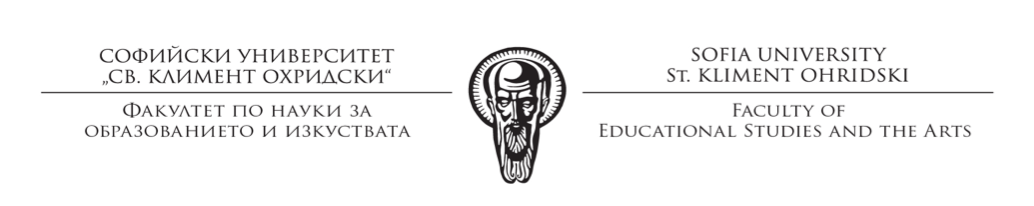 СОФИЙСКИ УНИВЕРСИТЕТ
„СВ. КЛИМЕНТ ОХРИДСКИ“
ФАКУЛТЕТ ПО НАУКИ ЗА
ОБРАЗОВАНИЕТО И ИЗКУСТВАТА
SOFIA UNIVERSITY
ST. KLIMENT OHRIDSKI
FACULTY OF
EDUCATIONAL STUDIES AND THE ARTS